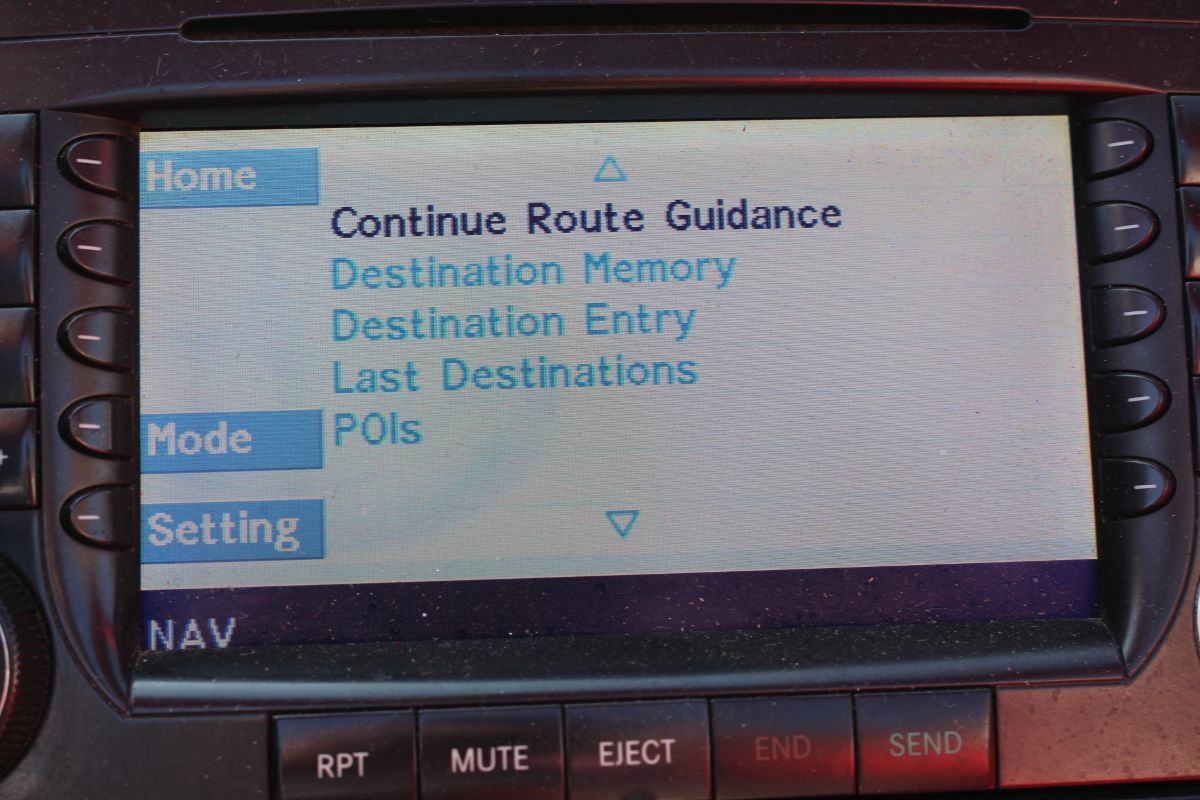 Home
Continue Route Guidance
Destination Memory
Destination Entry
Last Destinations
Mode
POIs
Setting
NAV
RPT
MUTE
EJECT
END
SEND